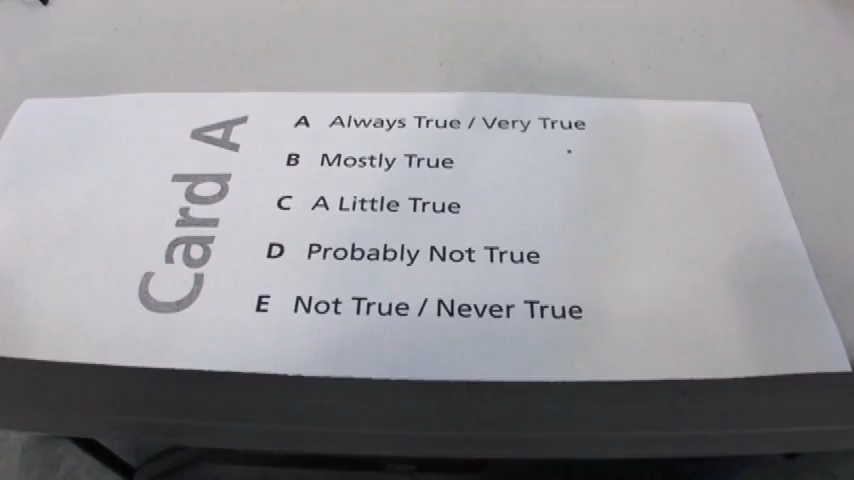 Card A
A Always True / Very True
B Mostly True
C A Little True
D Probably Not True
E Not True / Never True